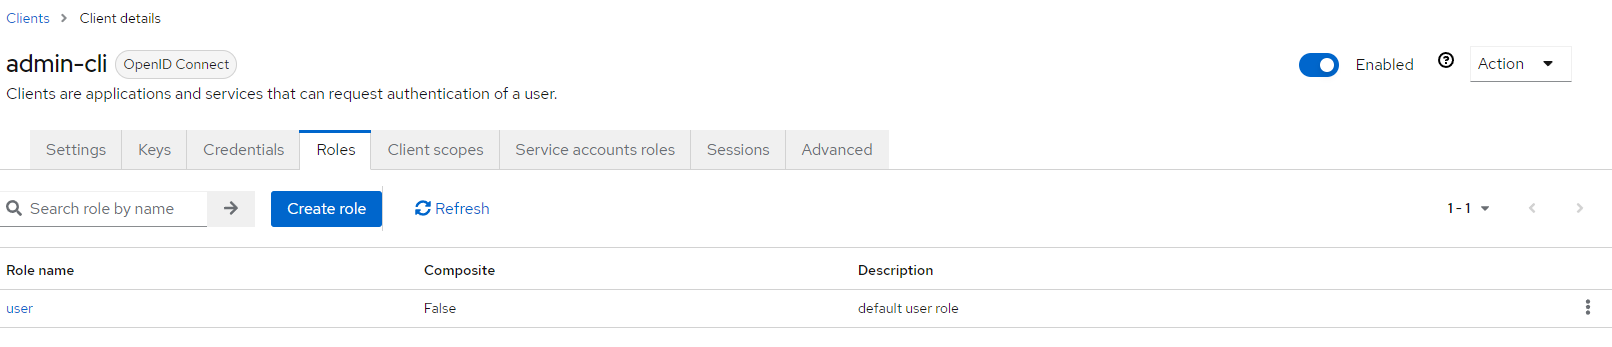 Clients Client details
admin-cli OpenID Connect Enabled Action
Clients are applications and services that can request authentication of a user.
Settings Keys Credentials Roles Client scopes Service accounts roles Sessions Advanced
Search role by name Create role Refresh 1 - 1
Role name Composite Description
user False default user role